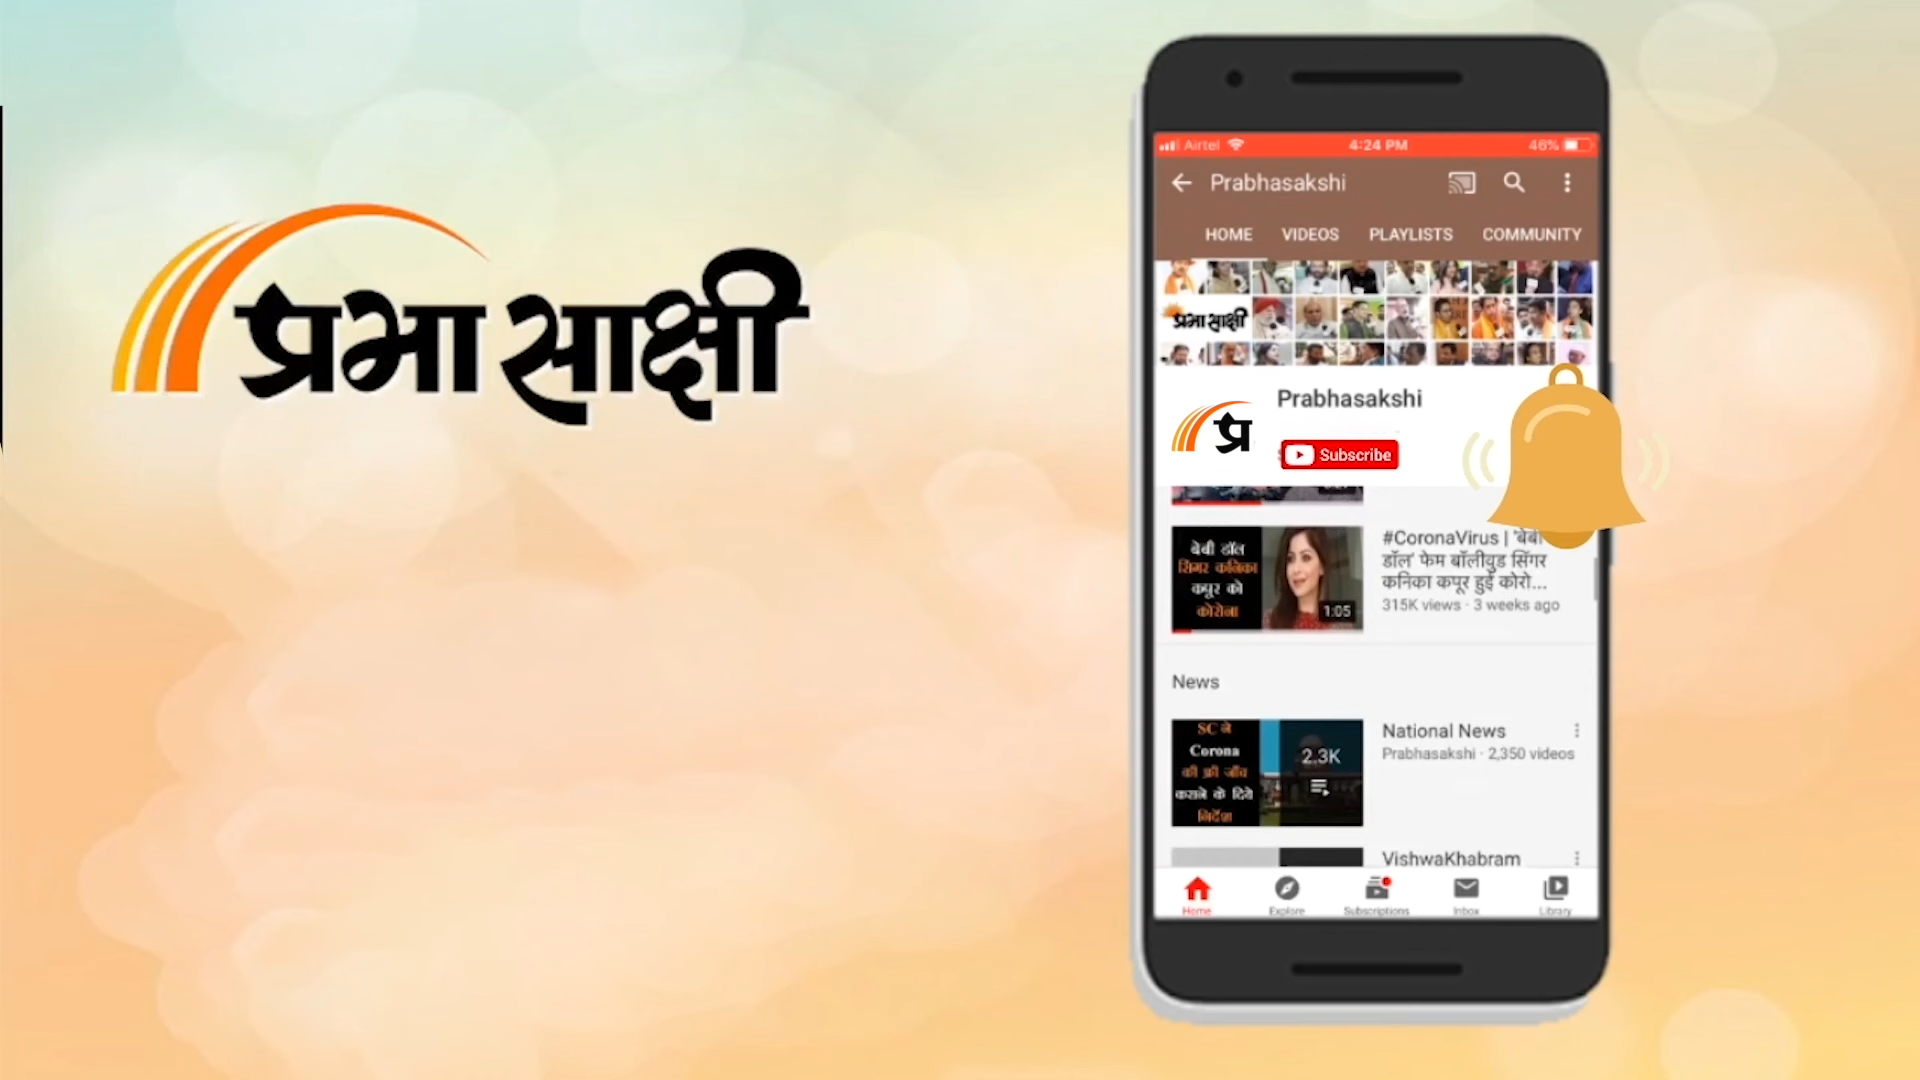 प्रभा साक्षी
Airtel 4:24 PM 46%
Prabhasakshi
HOME VIDEOS PLAYLISTS COMMUNITY
प्रभा साक्षी
Prabhasakshi
प्र
Subscribe
बेबी डॉल
सिंगर कनिका
कपूर को
कोरोना
1:05
#CoronaVirus | 'बेबी
डॉल' फेम बॉलीवुड सिंगर
कनिका कपूर हुईं कोरो...
315K views · 3 weeks ago
News
SC ने
Corona
की फ्री जाँच
कराने के दिये
निर्देश
2.3K
National News
Prabhasakshi · 2,350 videos
VishwaKhabram
Home Explore Subscriptions Inbox Library